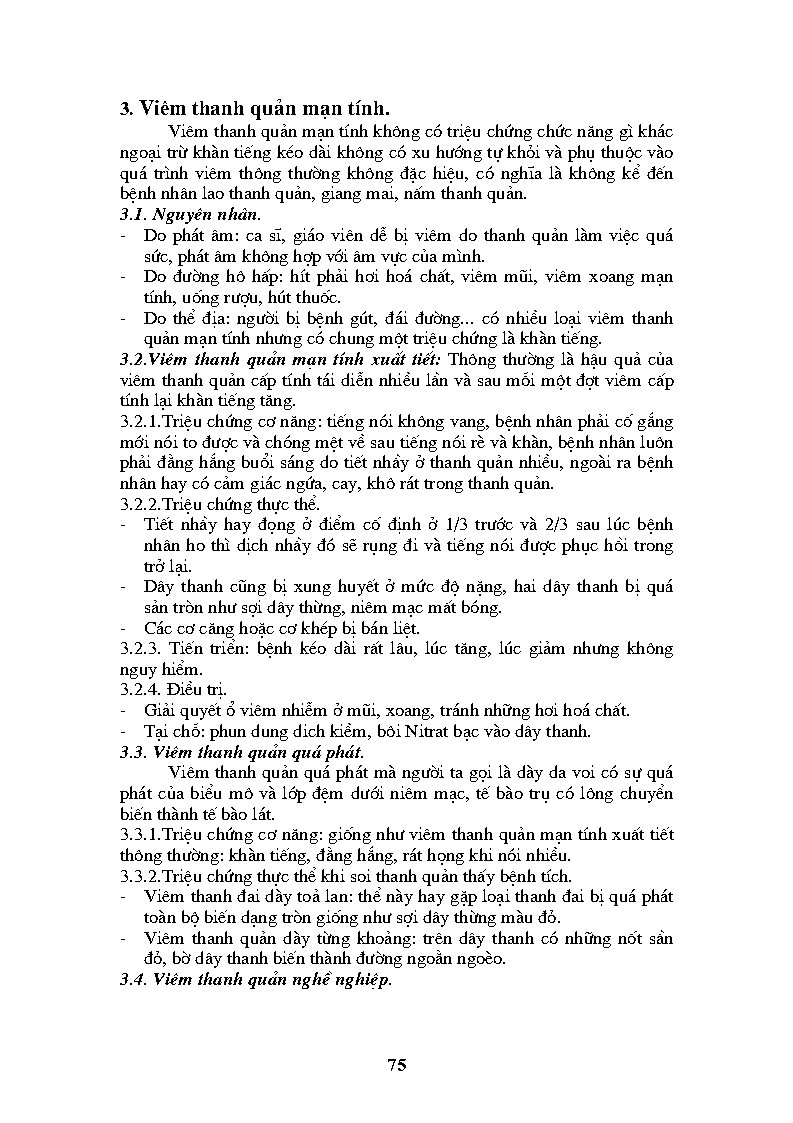 3. Viêm thanh quản mạn tính.
Viêm thanh quản mạn tính không có triệu chứng chức năng gì khác
ngoại trừ khàn tiếng kéo dài không có xu hướng tự khỏi và phụ thuộc vào
quá trình viêm thông thường không đặc hiệu, có nghĩa là không kể đến
bệnh nhân lao thanh quản, giang mai, nấm thanh quản.
3.1. Nguyên nhân.
- Do phát âm: ca sĩ, giáo viên dễ bị viêm do thanh quản làm việc quá
sức, phát âm không hợp với âm vực của mình.
- Do đường hô hấp: hít phải hơi hoá chất, viêm mũi, viêm xoang mạn
tính, uống rượu, hút thuốc.
- Do thể địa: người bị bệnh gút, đái đường... có nhiều loại viêm thanh
quản mạn tính nhưng có chung một triệu chứng là khàn tiếng.
3.2.Viêm thanh quản mạn tính xuất tiết: Thông thường là hậu quả của
viêm thanh quản cấp tính tái diễn nhiều lần và sau mỗi một đợt viêm cấp
tính lại khàn tiếng tăng.
3.2.1.Triệu chứng cơ năng: tiếng nói không vang, bệnh nhân phải cố gắng
mới nói to được và chóng mệt về sau tiếng nói rè và khàn, bệnh nhân luôn
phải đằng hắng buổi sáng do tiết nhầy ở thanh quản nhiều, ngoài ra bệnh
nhân hay có cảm giác ngứa, cay, khô rát trong thanh quản.
3.2.2.Triệu chứng thực thể.
- Tiết nhầy hay đọng ở điểm cố định ở 1/3 trước và 2/3 sau lúc bệnh
nhân ho thì dịch nhầy đó sẽ rụng đi và tiếng nói được phục hồi trong
trở lại.
- Dây thanh cũng bị xung huyết ở mức độ nặng, hai dây thanh bị quá
sản tròn như sợi dây thừng, niêm mạc mất bóng.
- Các cơ căng hoặc cơ khép bị bán liệt.
3.2.3. Tiến triển: bệnh kéo dài rất lâu, lúc tăng, lúc giảm nhưng không
nguy hiểm.
3.2.4. Điều trị.
- Giải quyết ổ viêm nhiễm ở mũi, xoang, tránh những hơi hoá chất.
- Tại chỗ: phun dung dich kiềm, bôi Nitrat bạc vào dây thanh.
3.3. Viêm thanh quản quá phát.
Viêm thanh quản quá phát mà người ta gọi là dầy da voi có sự quá
phát của biểu mô và lớp đệm dưới niêm mạc, tế bào trụ có lông chuyển
biến thành tế bào lát.
3.3.1.Triệu chứng cơ năng: giống như viêm thanh quản mạn tính xuất tiết
thông thường: khàn tiếng, đằng hắng, rát họng khi nói nhiều.
3.3.2.Triệu chứng thực thể khi soi thanh quản thấy bệnh tích.
- Viêm thanh đai dầy toả lan: thể này hay gặp loại thanh đai bị quá phát
toàn bộ biến dạng tròn giống như sợi dây thừng màu đỏ.
- Viêm thanh quản dầy từng khoảng: trên dây thanh có những nốt sần
đỏ, bờ dây thanh biến thành đường ngoằn ngoèo.
3.4. Viêm thanh quản nghề nghiệp.
75